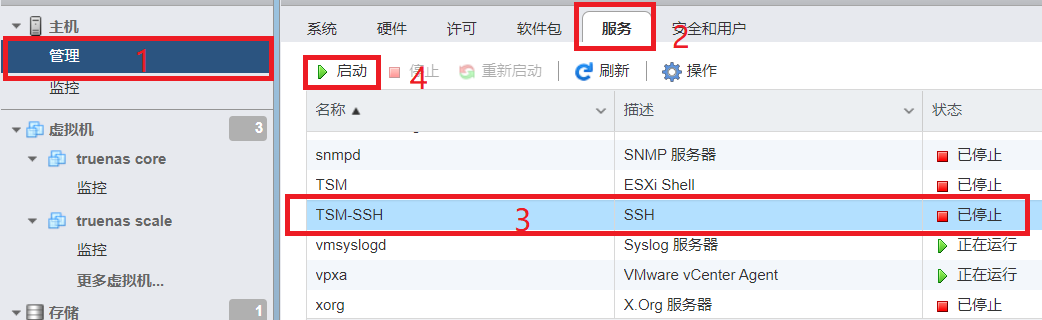 主机
管理
1
监控
虚拟机
3
truenas core
监控
truenas scale
监控
更多虚拟机...
存储
1
系统 硬件 许可 软件包 服务 2 安全和用户
启动 4 停止 重新启动 刷新 操作
名称 描述 状态
snmpd SNMP 服务器 已停止
TSM ESXi Shell 已停止
TSM-SSH 3 SSH 已停止
vmsyslogd Syslog 服务器 正在运行
vpxa VMware vCenter Agent 正在运行
xorg X.Org 服务器 已停止